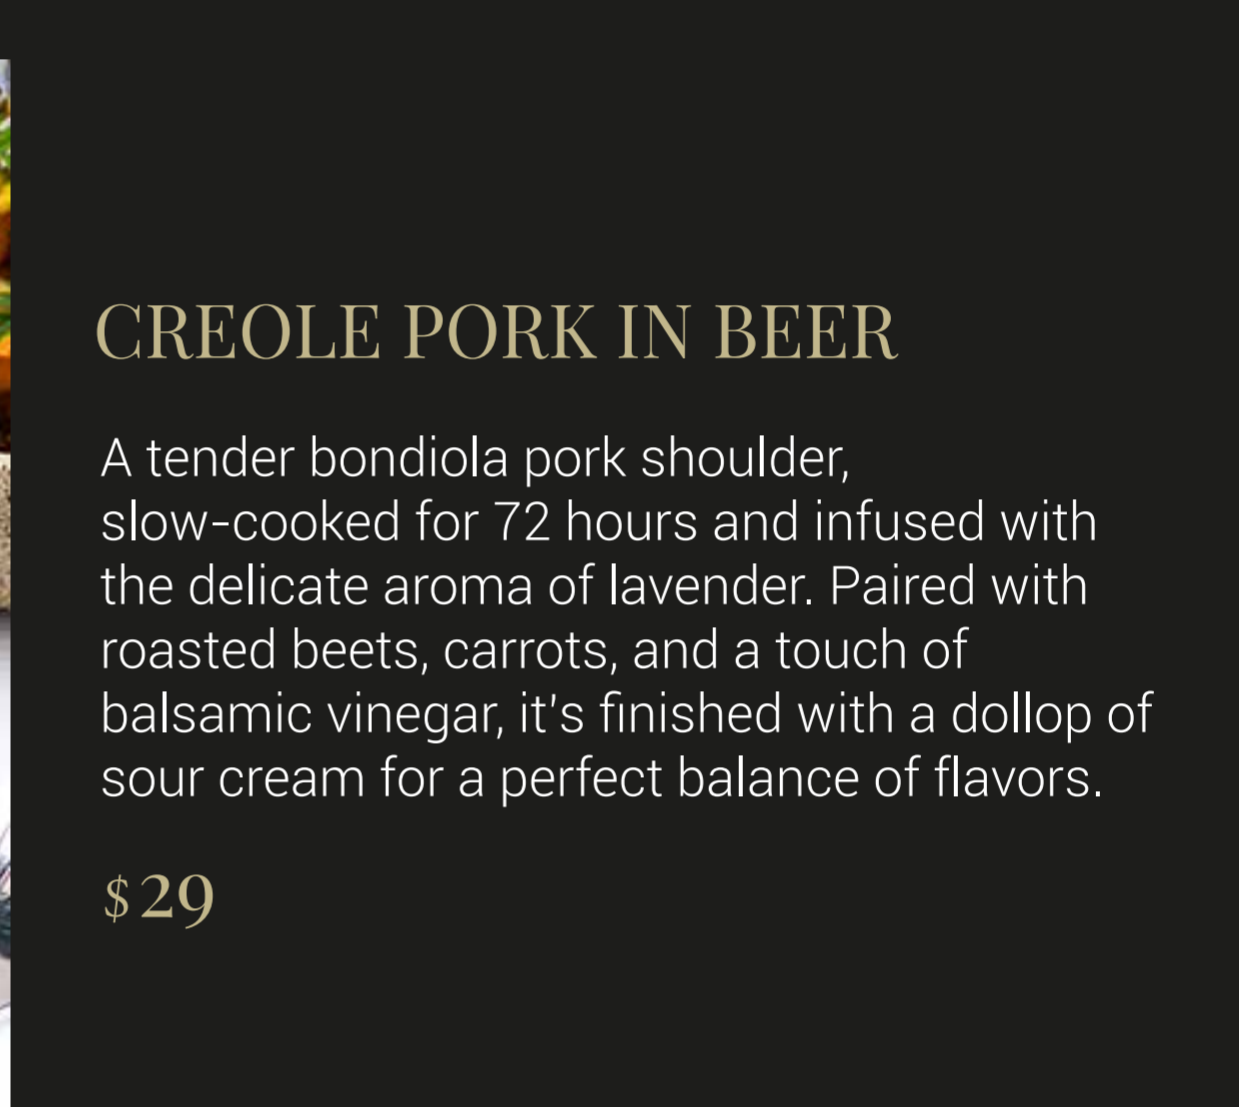 CREOLE PORK IN BEER
A tender bondiola pork shoulder,
slow-cooked for 72 hours and infused with
the delicate aroma of lavender. Paired with
roasted beets, carrots, and a touch of
balsamic vinegar, it's finished with a dollop of
sour cream for a perfect balance of flavors.
$29